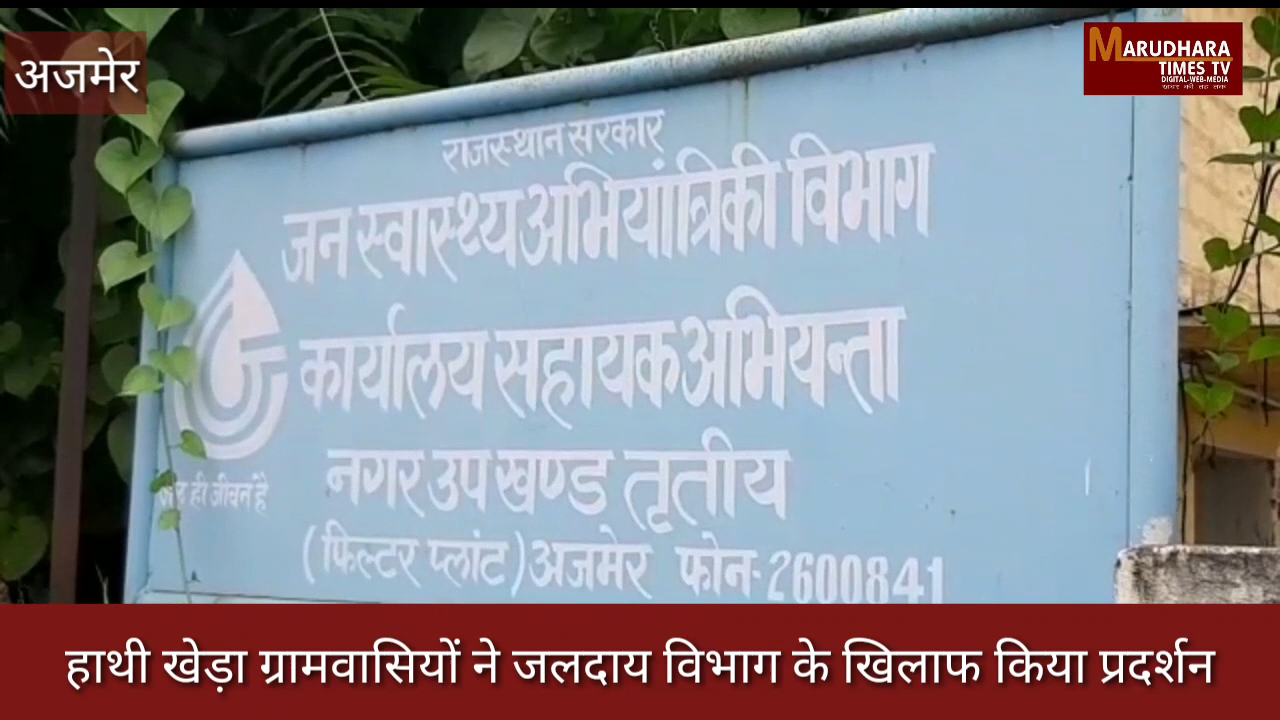 अजमेर
MARUDHARA
TIMES TV
DIGITAL-WEB-MEDIA
राजस्थान सरकार
जन स्वास्थ्य अभियांत्रिकी विभाग
कार्यालय सहायक अभियन्ता
नगर उप खण्ड तृतीय
ही जीवन है
(फिल्टर प्लांट) अजमेर फोन-2600841
हाथी खेड़ा ग्रामवासियों ने जलदाय विभाग के खिलाफ किया प्रदर्शन